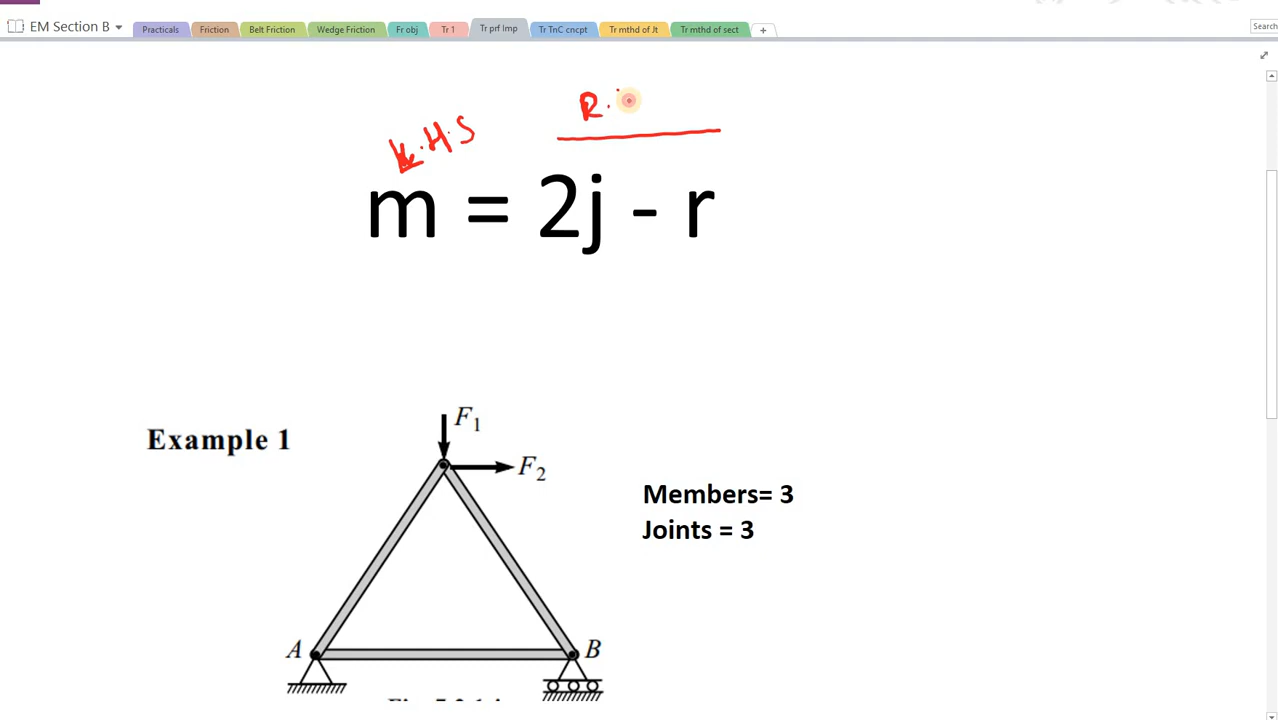 EM Section B
Practicals
Friction
Belt Friction
Wedge Friction
Fr obj
Tr 1
Tr prf Imp
Tr TnC cncpt
Tr mthd of Jt
Tr mthd of sect
+
Search
R.
.H.S
m = 2j - r
Example 1
F1
F2
Members= 3
Joints = 3
A
B